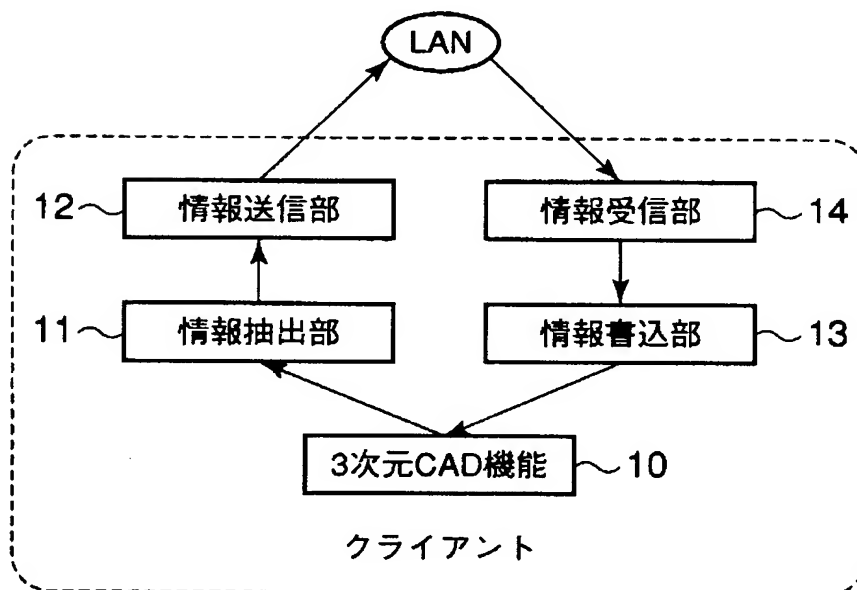 LAN
12
情報送信部
情報受信部
14
11
情報抽出部
情報書込部
13
3次元CAD機能
10
クライアント